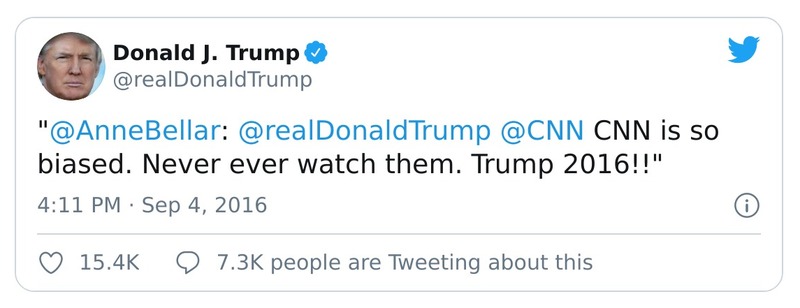 Donald J. Trump
@realDonaldTrump
"@AnneBellar: @realDonaldTrump @CNN CNN is so
biased. Never ever watch them. Trump 2016!!"
4:11 PM · Sep 4, 2016
15.4K 7.3K people are Tweeting about this